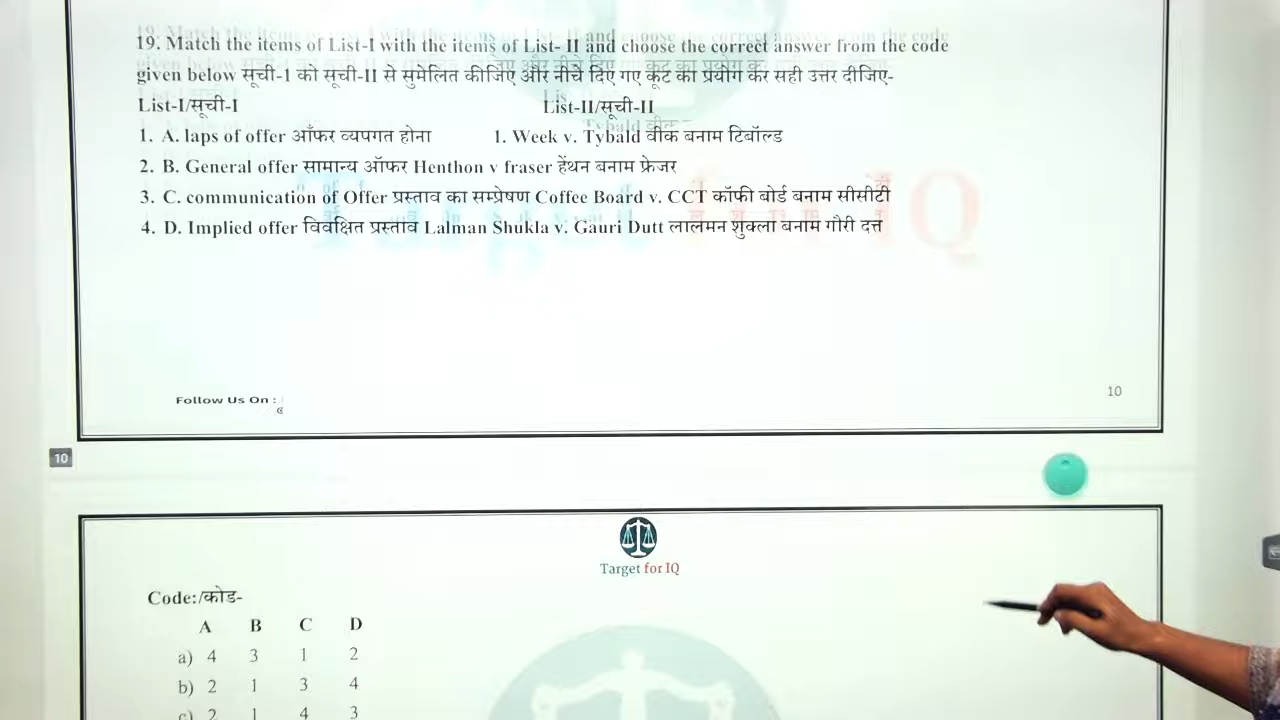 19. Match the items of List-I with the items of List- II and choose the correct answer from the code
given below सूची-1 को सूची-II से सुमेलित कीजिए और नीचे दिए गए कूट का प्रयोग कर सही उत्तर दीजिए-
List-I/सूची-I List-II/सूची-II
1. A. laps of offer ऑंफर व्यपगत होना 1. Week v. Tybald वीक बनाम टिबॉल्ड
2. B. General offer सामान्य ऑफर Henthon v fraser हेंथन बनाम फ्रेजर
3. C. communication of Offer प्रस्ताव का सम्प्रेषण Coffee Board v. CCT कॉफी बोर्ड बनाम सीसीटी
4. D. Implied offer विवक्षित प्रस्ताव Lalman Shukla v. Gauri Dutt लालमन शुक्ला बनाम गौरी दत्त
Follow Us On :
10
10
Target for IQ
Code:/कोड-
A B C D
a) 4 3 1 2
b) 2 1 3 4
c) 2 1 4 3